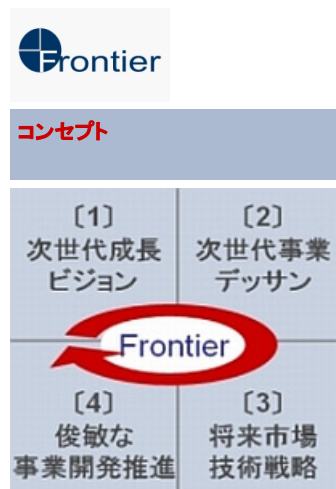 Frontier
コンセプト
〔1〕
次世代成長
ビジョン
〔2〕
次世代事業
デッサン
Frontier
〔4〕
俊敏な
事業開発推進
〔3〕
将来市場
技術戦略